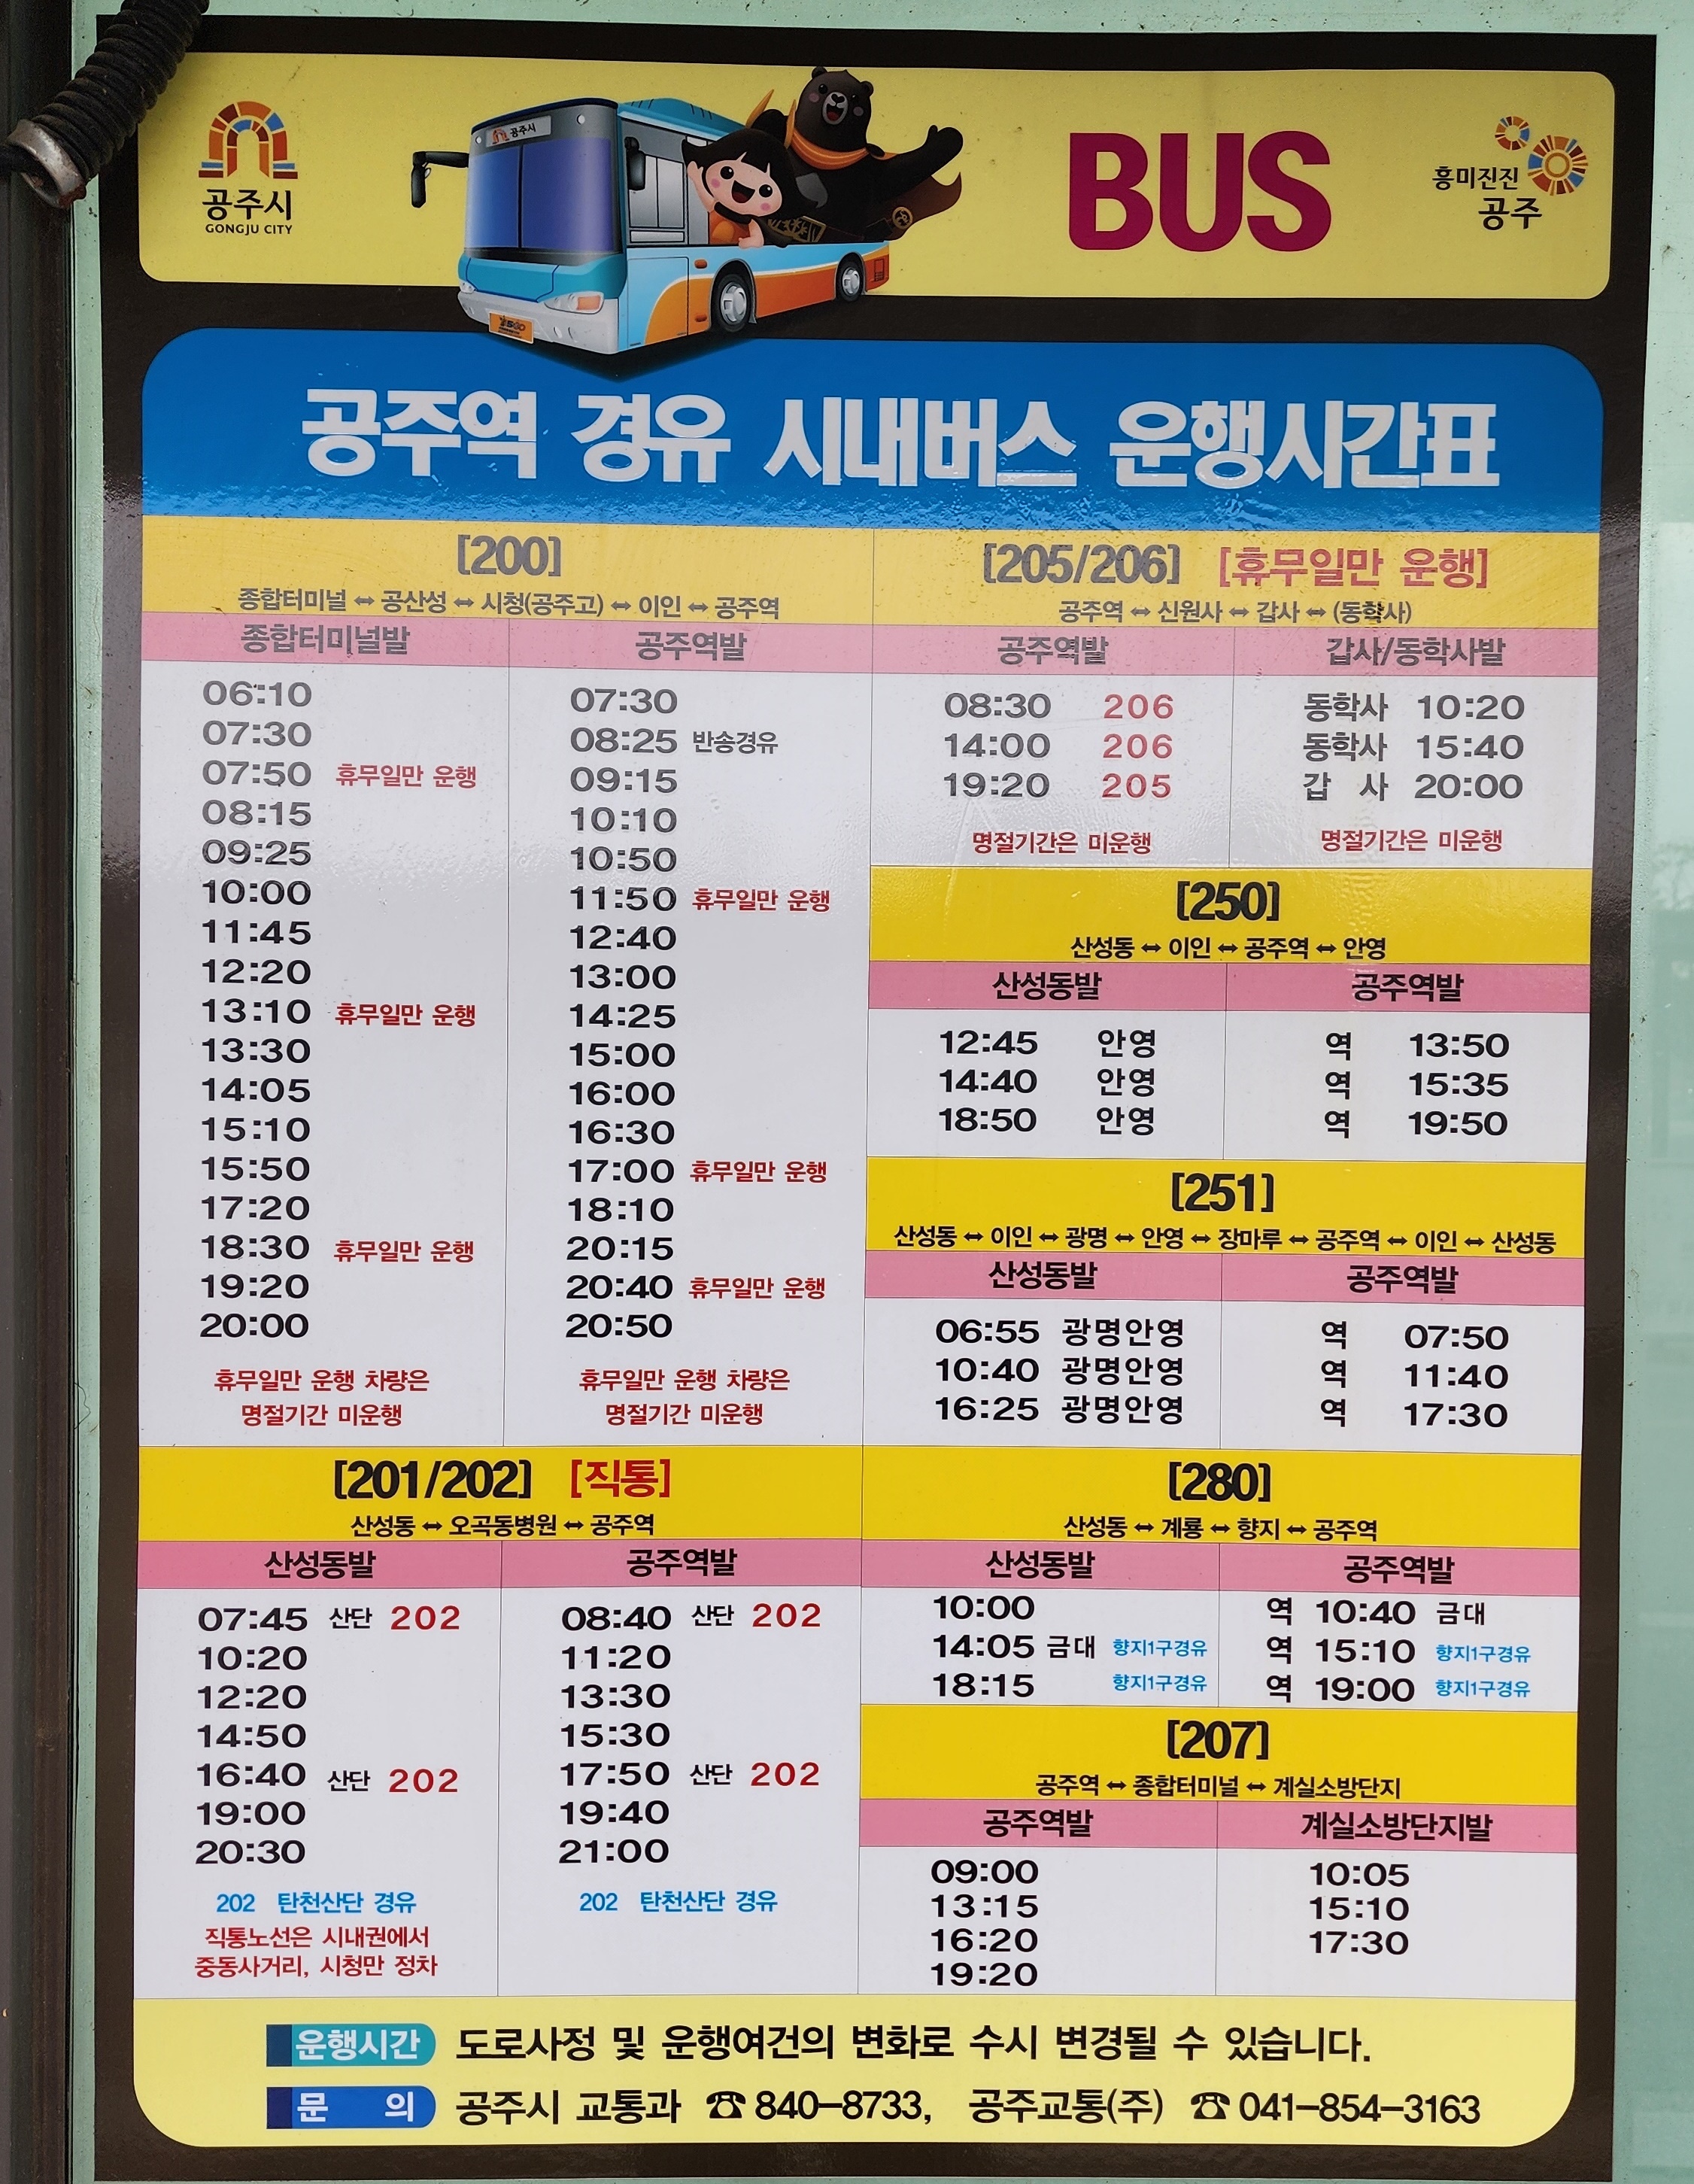 공주시
GONGJU CITY
공주시
BUS
흥미진진
공주
공주역 경유 시내버스 운행시간표
[200]
종합터미널 ↔ 공산성 ↔ 시청(공주고) ↔ 이인 ↔ 공주역
종합터미널발 공주역발
06:10
07:30
07:50 휴무일만 운행
08:15
09:25
10:00
11:45
12:20
13:10 휴무일만 운행
13:30
14:05
15:10
15:50
17:20
18:30 휴무일만 운행
19:20
20:00
휴무일만 운행 차량은
명절기간 미운행
07:30
08:25 반송경유
09:15
10:10
10:50
11:50 휴무일만 운행
12:40
13:00
14:25
15:00
16:00
16:30
17:00 휴무일만 운행
18:10
20:15
20:40 휴무일만 운행
20:50
휴무일만 운행 차량은
명절기간 미운행
[201/202] [직통]
산성동 ↔ 오곡동병원 ↔ 공주역
산성동발 공주역발
07:45 산단 202
10:20
12:20
14:50
16:40 산단 202
19:00
20:30
202 탄천산단 경유
직통노선은 시내권에서
중동사거리, 시청만 정차
08:40 산단 202
11:20
13:30
15:30
17:50 산단 202
19:40
21:00
202 탄천산단 경유
[205/206] [휴무일만 운행]
공주역 ↔ 신원사 ↔ 갑사 ↔ (동학사)
공주역발 갑사/동학사발
08:30 206 동학사 10:20
14:00 206 동학사 15:40
19:20 205 갑 사 20:00
명절기간은 미운행 명절기간은 미운행
[250]
산성동 ↔ 이인 ↔ 공주역 ↔ 안영
산성동발 공주역발
12:45 안영 역 13:50
14:40 안영 역 15:35
18:50 안영 역 19:50
[251]
산성동 ↔ 이인 ↔ 광명 ↔ 안영 ↔ 장마루 ↔ 공주역 ↔ 이인 ↔ 산성동
산성동발 공주역발
06:55 광명안영 역 07:50
10:40 광명안영 역 11:40
16:25 광명안영 역 17:30
[280]
산성동 ↔ 계룡 ↔ 향지 ↔ 공주역
산성동발 공주역발
10:00 역 10:40 금대
14:05 금대 향지1구경유 역 15:10 향지1구경유
18:15 향지1구경유 역 19:00 향지1구경유
[207]
공주역 ↔ 종합터미널 ↔ 계실소방단지
공주역발 계실소방단지발
09:00 10:05
13:15 15:10
16:20 17:30
19:20
운행시간 도로사정 및 운행여건의 변화로 수시 변경될 수 있습니다.
문 의 공주시 교통과 ☎ 840-8733, 공주교통(주) ☎ 041-854-3163